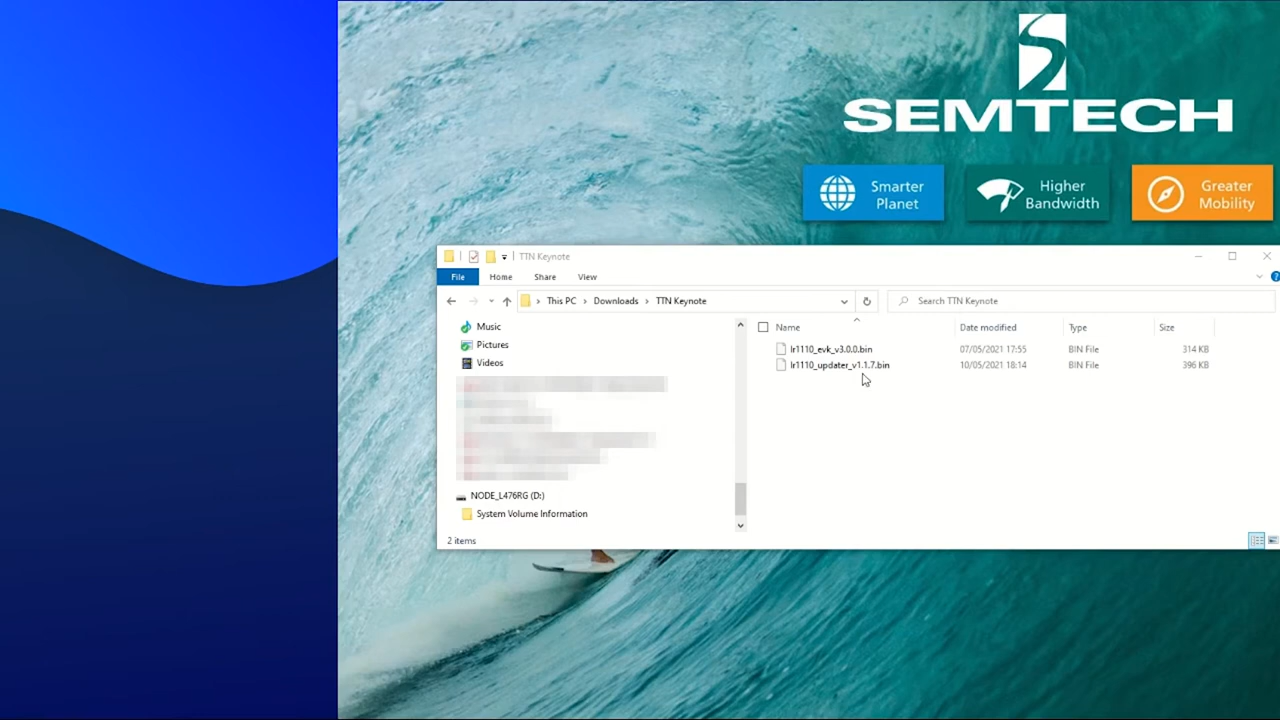 SEMTECH
Smarter
Planet
Higher
Bandwidth
Greater
Mobility
TTN Keynote
File Home Share View
This PC > Downloads > TTN Keynote
Search TTN Keynote
Music
Pictures
Videos
NODE_L476RG (D:)
System Volume Information
Name Date modified Type Size
lr1110_evk_v3.0.0.bin 07/05/2021 17:55 BIN File 314 KB
lr1110_updater_v1.1.7.bin 10/05/2021 18:14 BIN File 396 KB
2 items